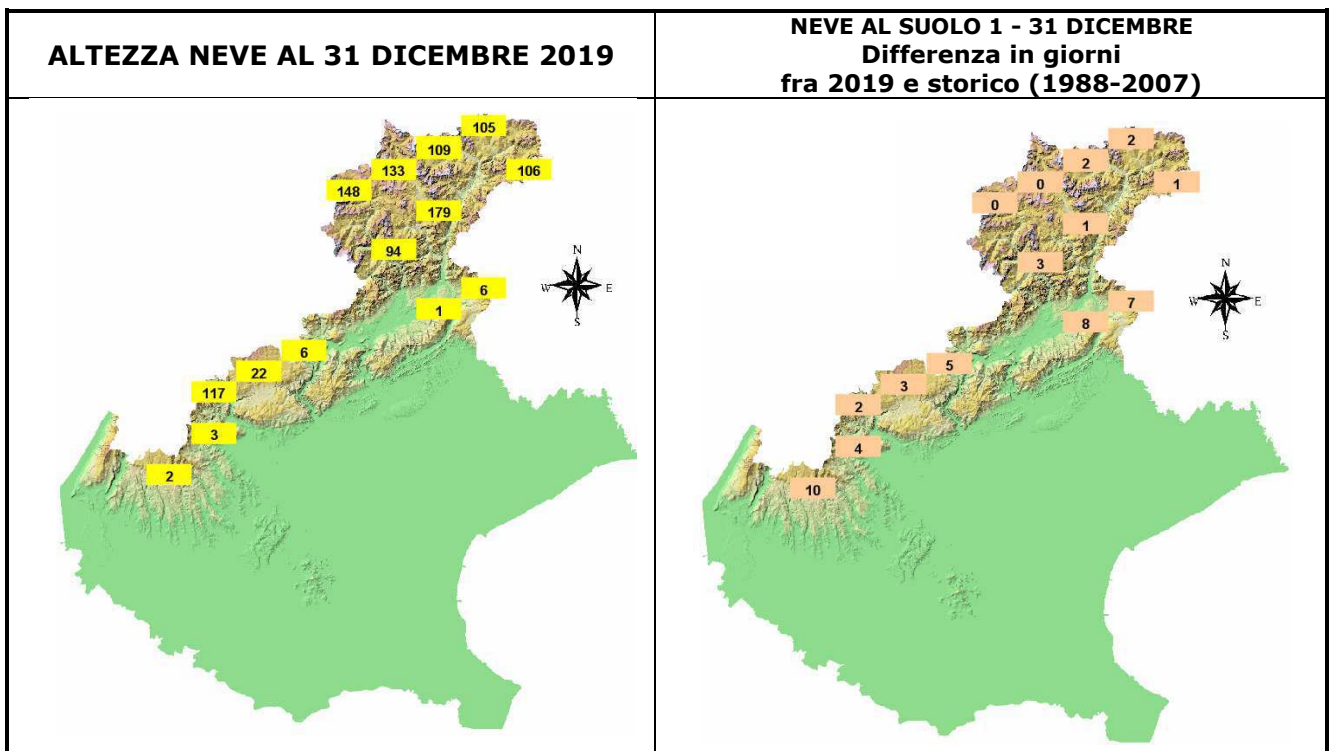 ALTEZZA NEVE AL 31 DICEMBRE 2019
NEVE AL SUOLO 1 - 31 DICEMBRE
Differenza in giorni
fra 2019 e storico (1988-2007)
105
109
133
106
148
179
94
N
W E
S
6
1
6
22
117
3
2
2
2
0
1
0
1
3
N
W E
S
7
8
5
3
2
4
10